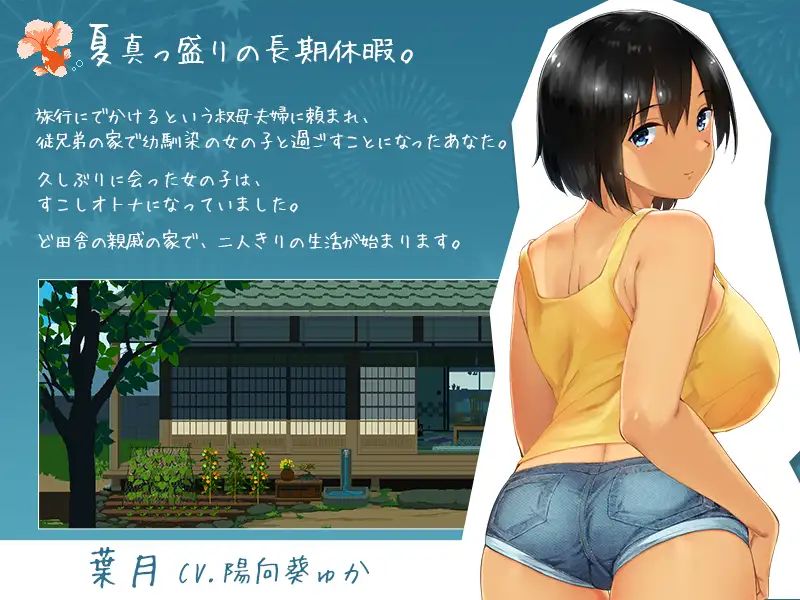 夏真っ盛りの長期休暇。
旅行にでかけるという叔母夫婦に頼まれ、
従兄弟の家で幼馴染の女の子と過ごすことになったあなた。
久しぶりに会った女の子は、
すこしオトナになっていました。
ど田舎の親戚の家で、二人きりの生活が始まります。
葉月 CV.陽向葵ゅか